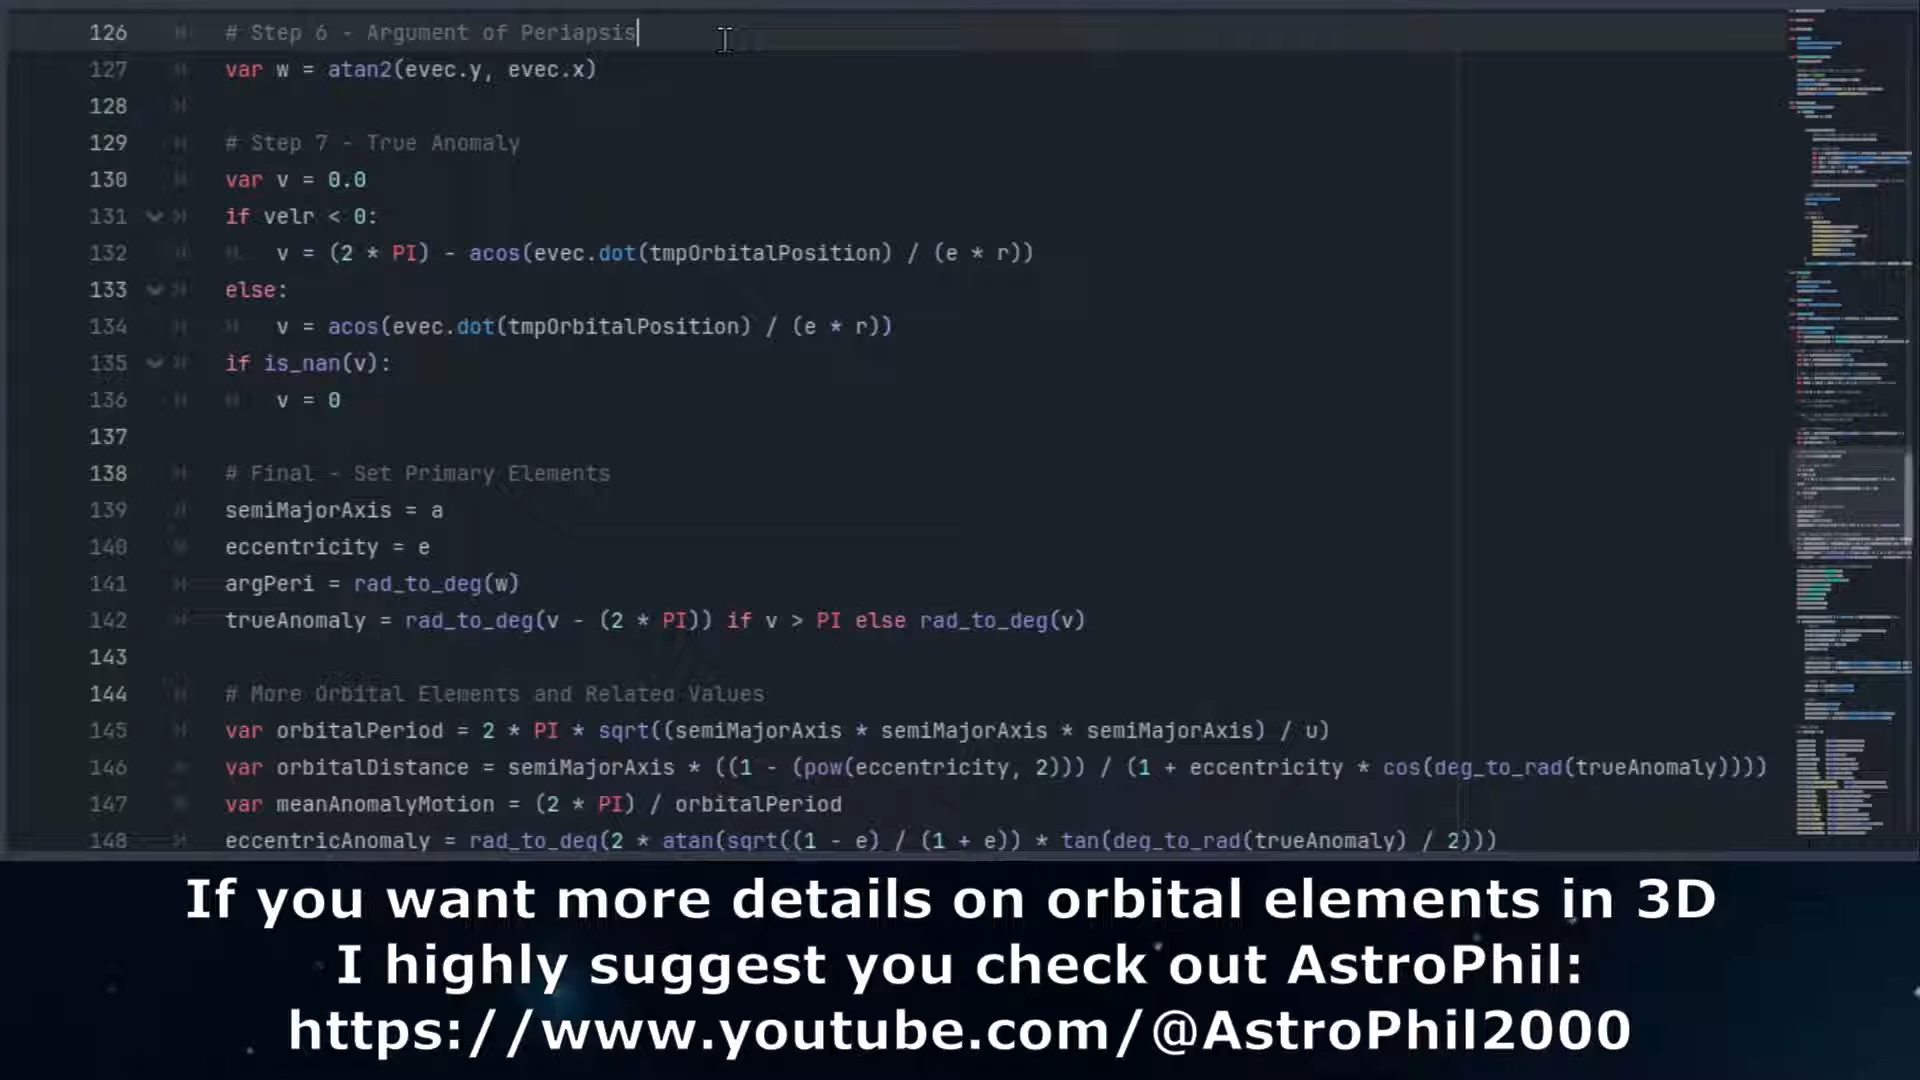 126 # Step 6 - Argument of Periapsis
127 var w = atan2(evec.y, evec.x)
128
129 # Step 7 - True Anomaly
130 var v = 0.0
131 if velr < 0:
132 v = (2 * PI) - acos(evec.dot(tmpOrbitalPosition) / (e * r))
133 else:
134 v = acos(evec.dot(tmpOrbitalPosition) / (e * r))
135 if is_nan(v):
136 v = 0
137
138 # Final - Set Primary Elements
139 semiMajorAxis = a
140 eccentricity = e
141 argPeri = rad_to_deg(w)
142 trueAnomaly = rad_to_deg(v - (2 * PI)) if v > PI else rad_to_deg(v)
143
144 # More Orbital Elements and Related Values
145 var orbitalPeriod = 2 * PI * sqrt((semiMajorAxis * semiMajorAxis * semiMajorAxis) / u)
146 var orbitalDistance = semiMajorAxis * ((1 - (pow(eccentricity, 2))) / (1 + eccentricity * cos(deg_to_rad(trueAnomaly))))
147 var meanAnomalyMotion = (2 * PI) / orbitalPeriod
148 eccentricAnomaly = rad_to_deg(2 * atan(sqrt((1 - e) / (1 + e)) * tan(deg_to_rad(trueAnomaly) / 2)))
If you want more details on orbital elements in 3D
I highly suggest you check out AstroPhil:
https://www.youtube.com/@AstroPhil2000